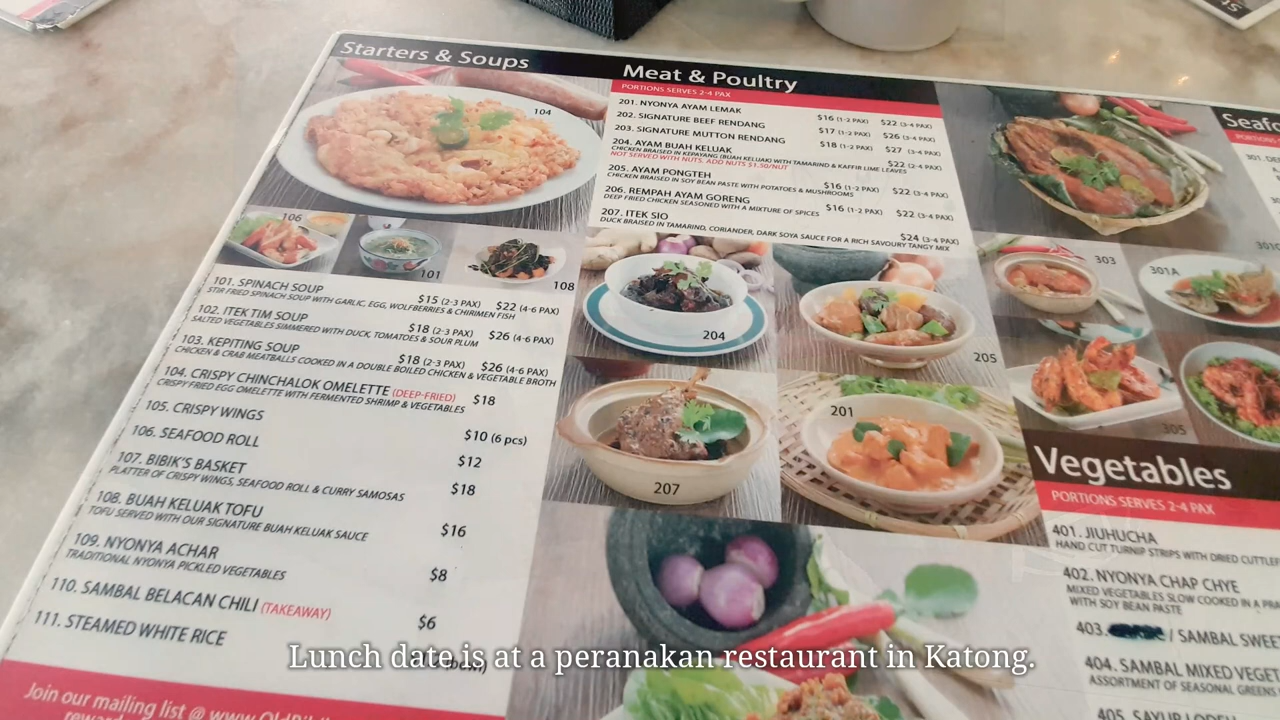 Starters & Soups
104
106
101
108
101. SPINACH SOUP
$15 (2-3 PAX) $22 (4-6 PAX)
STIR FRIED SPINACH SOUP WITH GARLIC, EGG, WOLFBERRIES & CHIRIMEN FISH
102. ITEK TIM SOUP
$18 (2-3 PAX) $26 (4-6 PAX)
SALTED VEGETABLES SIMMERED WITH DUCK, TOMATOES & SOUR PLUM
103. KEPITING SOUP
$18 (2-3 PAX) $26 (4-6 PAX)
CHICKEN & CRAB MEATBALLS COOKED IN A DOUBLE BOILED CHICKEN & VEGETABLE BROTH
104. CRISPY CHINCHALOK OMELETTE (DEEP-FRIED) $18
CRISPY FRIED EGG OMELETTE WITH FERMENTED SHRIMP & VEGETABLES
105. CRISPY WINGS $10 (6 pcs)
106. SEAFOOD ROLL $12
107. BIBIK'S BASKET $18
PLATTER OF CRISPY WINGS, SEAFOOD ROLL & CURRY SAMOSAS
108. BUAH KELUAK TOFU $16
TOFU SERVED WITH OUR SIGNATURE BUAH KELUAK SAUCE
109. NYONYA ACHAR $8
TRADITIONAL NYONYA PICKLED VEGETABLES
110. SAMBAL BELACAN CHILI (TAKEAWAY) $6
111. STEAMED WHITE RICE
Join our mailing list @
Meat & Poultry
PORTIONS SERVES 2-4 PAX
201. NYONYA AYAM LEMAK $16 (1-2 PAX) $22 (3-4 PAX)
202. SIGNATURE BEEF RENDANG $17 (1-2 PAX) $26 (3-4 PAX)
203. SIGNATURE MUTTON RENDANG $18 (1-2 PAX) $27 (3-4 PAX)
204. AYAM BUAH KELUAK $22 (2-4 PAX)
CHICKEN BRAISED IN KEPAYANG (BUAH KELUAK) WITH TAMARIND & KAFFIR LIME LEAVES
NOT SERVED WITH NUTS. ADD NUTS $1.50/NUT
205. AYAM PONGTEH $16 (1-2 PAX) $22 (3-4 PAX)
CHICKEN BRAISED IN SOY BEAN PASTE WITH POTATOES & MUSHROOMS
206. REMPAH AYAM GORENG $16 (1-2 PAX) $22 (3-4 PAX)
DEEP FRIED CHICKEN SEASONED WITH A MIXTURE OF SPICES
207. ITEK SIO $24 (3-4 PAX)
DUCK BRAISED IN TAMARIND, CORIANDER, DARK SOYA SAUCE FOR A RICH SAVOURY TANGY MIX
204
205
207
201
303
301A
305
Vegetables
PORTIONS SERVES 2-4 PAX
401. JIUHUCHA
HAND CUT TURNIP STRIPS WITH DRIED
402. NYONYA CHAP CHYE
MIXED VEGETABLES SLOW COOKED IN A
WITH SOY BEAN PASTE
403. / SAMBAL
404. SAMBAL MIXED
ASSORTMENT OF SEASONAL GREENS
405. SAYUR
Lunch date is at a peranakan restaurant in Katong.